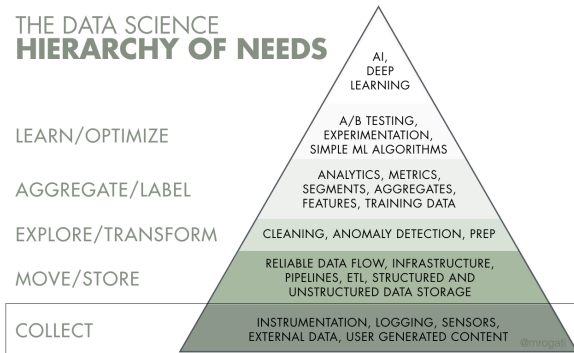 THE DATA SCIENCE
HIERARCHY OF NEEDS
AI,
DEEP
LEARNING
LEARN/OPTIMIZE
A/B TESTING,
EXPERIMENTATION,
SIMPLE ML ALGORITHMS
AGGREGATE/LABEL
ANALYTICS, METRICS,
SEGMENTS, AGGREGATES,
FEATURES, TRAINING DATA
EXPLORE/TRANSFORM
CLEANING, ANOMALY DETECTION, PREP
MOVE/STORE
RELIABLE DATA FLOW, INFRASTRUCTURE,
PIPELINES, ETL, STRUCTURED AND
UNSTRUCTURED DATA STORAGE
COLLECT
INSTRUMENTATION, LOGGING, SENSORS,
EXTERNAL DATA, USER GENERATED CONTENT
@mrogati